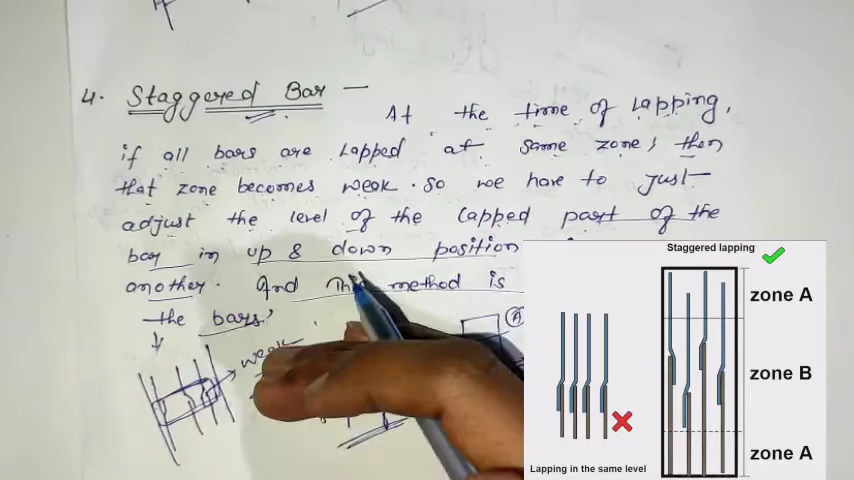 4. Staggered Bar —
At the time of Lapping,
if all bars are Lapped at same zone, then
that zone becomes weak. so we have to just
adjust the level of the Lapped part of the
bar in up & down position
another. And This method is
the bars.
weak
A
Staggered lapping
zone A
zone B
zone A
Lapping in the same level